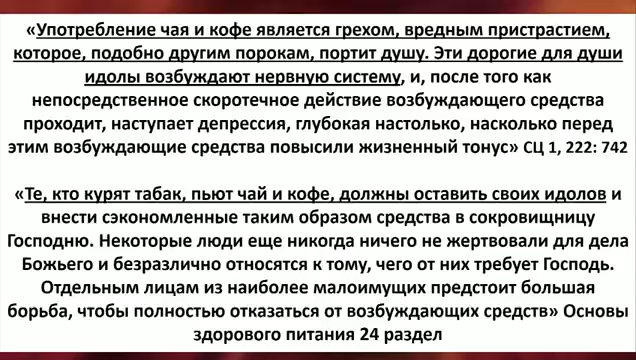 «Употребление чая и кофе является грехом, вредным пристрастием,
которое, подобно другим порокам, портит душу. Эти дорогие для души
идолы возбуждают нервную систему, и, после того как
непосредственное скоротечное действие возбуждающего средства
проходит, наступает депрессия, глубокая настолько, насколько перед
этим возбуждающие средства повысили жизненный тонус» СЦ 1, 222: 742
«Те, кто курят табак, пьют чай и кофе, должны оставить своих идолов и
внести сэкономленные таким образом средства в сокровищницу
Господню. Некоторые люди еще никогда ничего не жертвовали для дела
Божьего и безразлично относятся к тому, чего от них требует Господь.
Отдельным лицам из наиболее малоимущих предстоит большая
борьба, чтобы полностью отказаться от возбуждающих средств» Основы
здорового питания 24 раздел